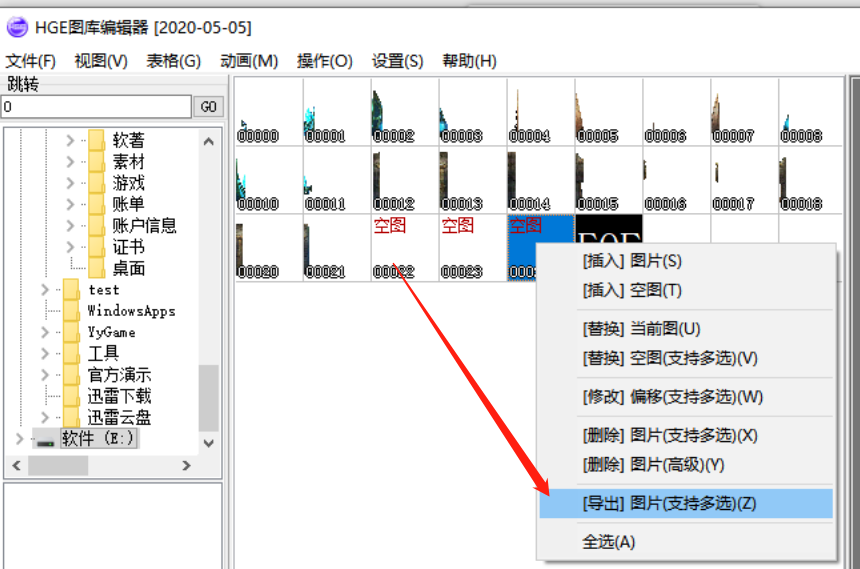 HGE图库编辑器 [2020-05-05]
文件(F) 视图(V) 表格(G) 动画(M) 操作(O) 设置(S) 帮助(H)
跳转
0 GO
软著
素材
游戏
账单
账户信息
证书
桌面
test
WindowsApps
YyGame
工具
官方演示
迅雷下载
迅雷云盘
软件 (E:)
00000 00001 00002 00003 00004 00005 00006 00007 00008
00010 00011 00012 00013 00014 00015 00016 00017 00018
空图 空图 空图
00020 00021 00022 00023
[插入] 图片(S)
[插入] 空图(T)
[替换] 当前图(U)
[替换] 空图(支持多选)(V)
[修改] 偏移(支持多选)(W)
[删除] 图片(支持多选)(X)
[删除] 图片(高级)(Y)
[导出] 图片(支持多选)(Z)
全选(A)